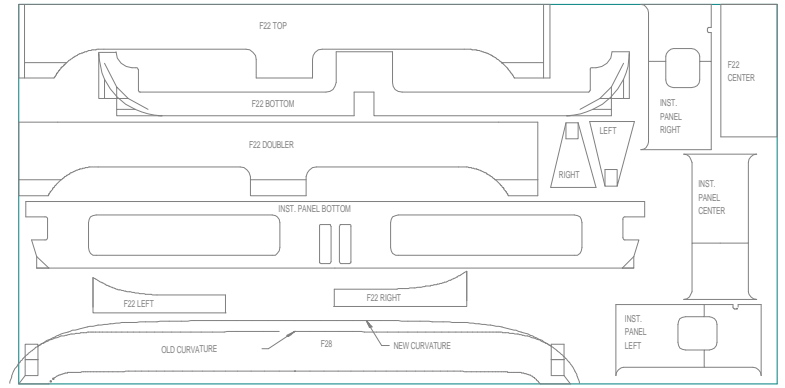 F22 TOP
F22
CENTER
INST.
PANEL
RIGHT
F22 BOTTOM
F22 DOUBLER
LEFT
RIGHT
INST.
PANEL
CENTER
INST. PANEL BOTTOM
F22 LEFT
F22 RIGHT
INST.
PANEL
LEFT
OLD CURVATURE
F28
NEW CURVATURE